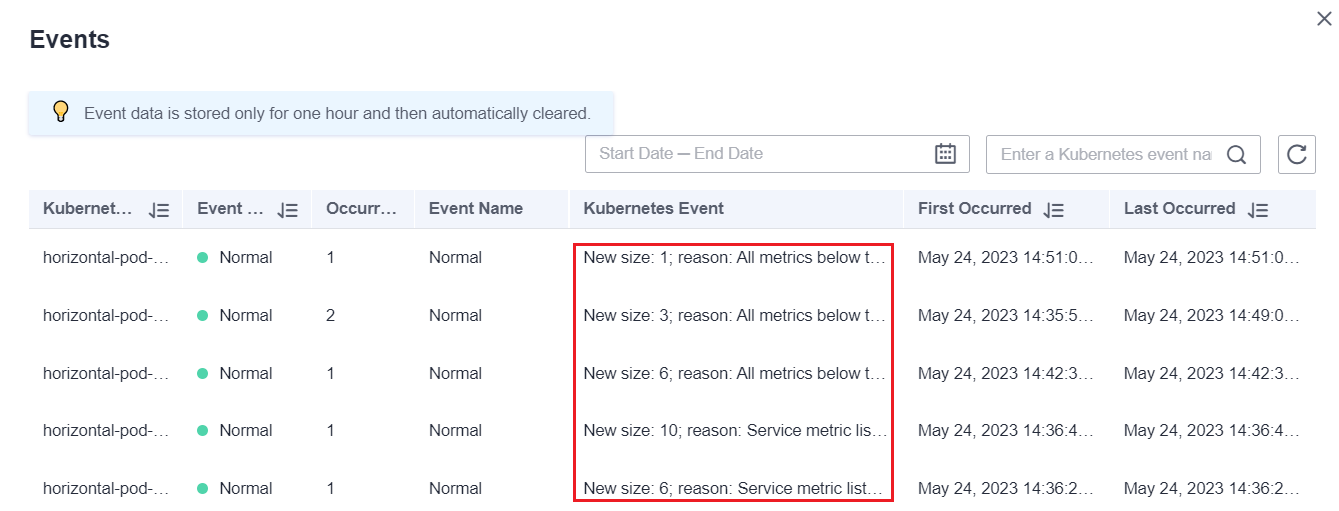 Events
Event data is stored only for one hour and then automatically cleared.
Start Date — End Date
Enter a Kubernetes event na
Kubernet... Event ... Occurr... Event Name Kubernetes Event First Occurred Last Occurred
horizontal-pod-... Normal 1 Normal New size: 1; reason: All metrics below t... May 24, 2023 14:51:0... May 24, 2023 14:51:0...
horizontal-pod-... Normal 2 Normal New size: 3; reason: All metrics below t... May 24, 2023 14:35:5... May 24, 2023 14:49:0...
horizontal-pod-... Normal 1 Normal New size: 6; reason: All metrics below t... May 24, 2023 14:42:3... May 24, 2023 14:42:3...
horizontal-pod-... Normal 1 Normal New size: 10; reason: Service metric lis... May 24, 2023 14:36:4... May 24, 2023 14:36:4...
horizontal-pod-... Normal 1 Normal New size: 6; reason: Service metric list... May 24, 2023 14:36:2... May 24, 2023 14:36:2...